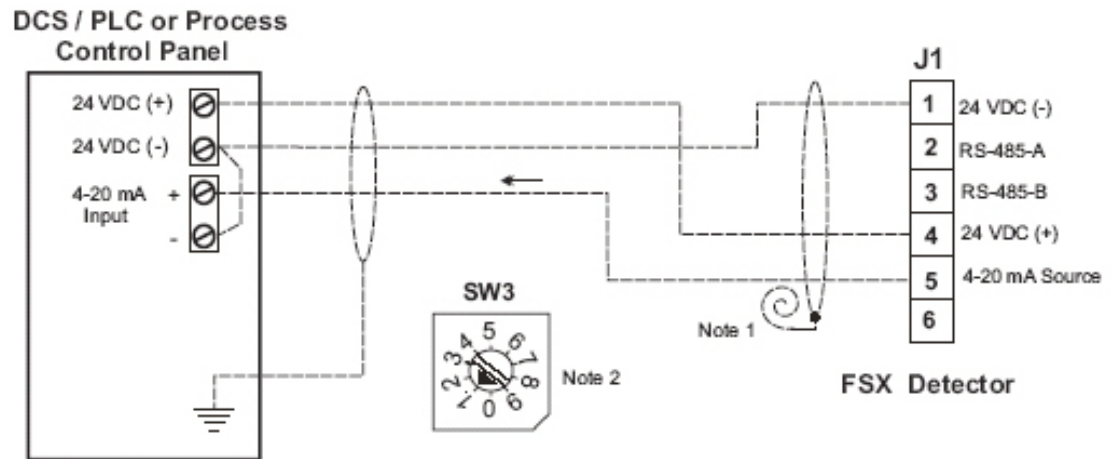 DCS / PLC or Process
Control Panel
24 VDC (+)
24 VDC (-)
4-20 mA +
Input
-
J1
1 24 VDC (-)
2 RS-485-A
3 RS-485-B
4 24 VDC (+)
5 4-20 mA Source
6
Note 1
FSX Detector
SW3
0 1 2 3 4 5 6 7 8 9
Note 2